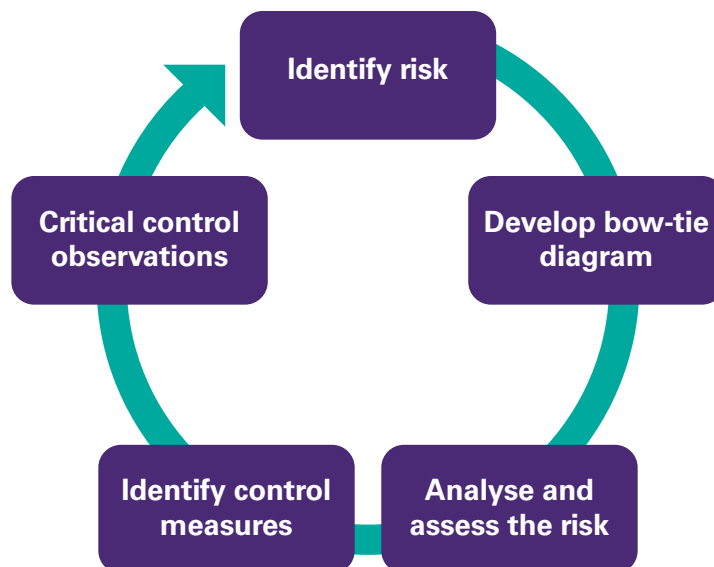 Identify risk
Develop bow-tie
diagram
Analyse and
assess the risk
Identify control
measures
Critical control
observations